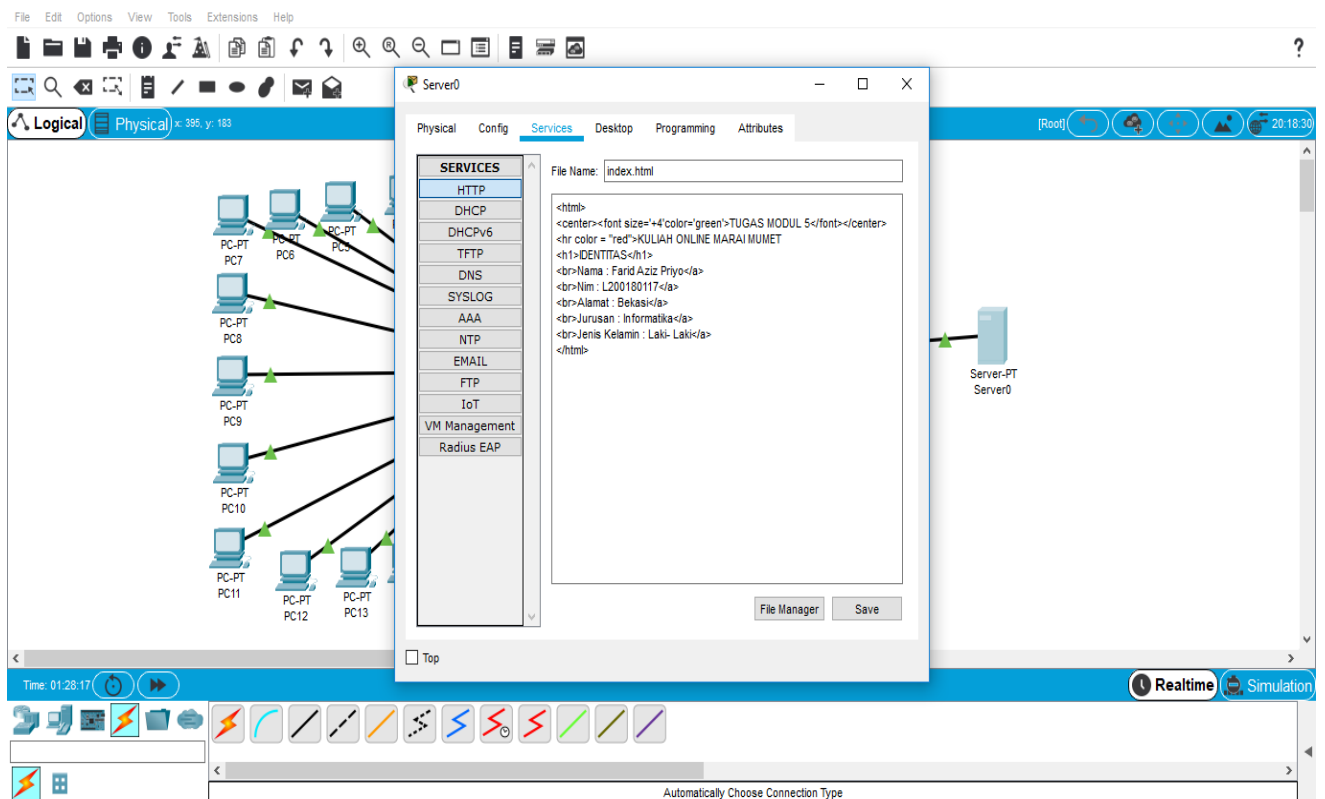 File Edit Options View Tools Extensions Help
?
Logical Physical x: 395, y: 183
[Root] 20:18:30
Server0
Physical Config Services Desktop Programming Attributes
SERVICES
HTTP
DHCP
DHCPv6
TFTP
DNS
SYSLOG
AAA
NTP
EMAIL
FTP
IoT
VM Management
Radius EAP
File Name: index.html
<html>
<center><font size='+4'color='green'>TUGAS MODUL 5</font></center>
<hr color = "red">KULIAH ONLINE MARAI MUMET
<h1>IDENTITAS</h1>
<br>Nama : Farid Aziz Priyo</a>
<br>Nim : L200180117</a>
<br>Alamat : Bekasi</a>
<br>Jurusan : Informatika</a>
<br>Jenis Kelamin : Laki- Laki</a>
</html>
File Manager Save
Top
PC-PT
PC7
PC-PT
PC6
PC-PT
PC5
PC-PT
PC8
PC-PT
PC9
PC-PT
PC10
PC-PT
PC11
PC-PT
PC12
PC-PT
PC13
Server-PT
Server0
Time: 01:28:17
Realtime Simulation
Automatically Choose Connection Type